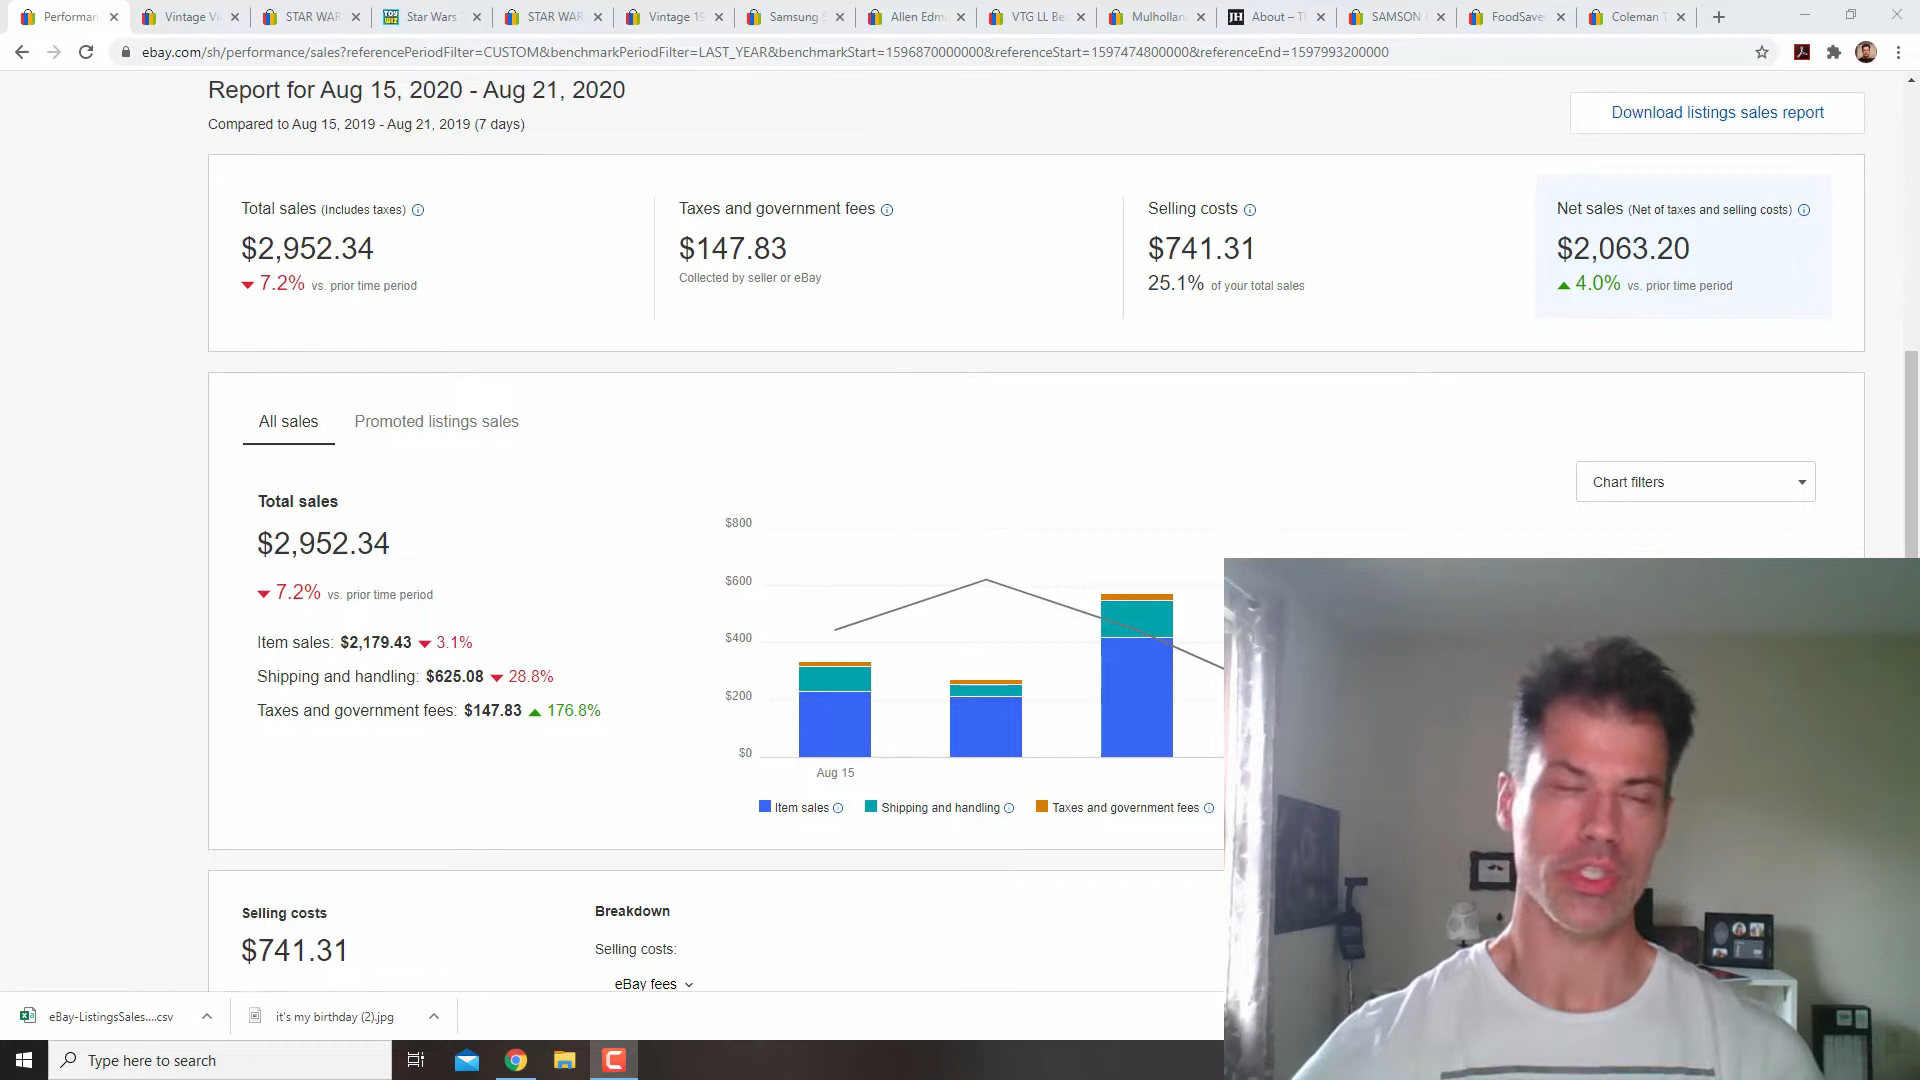 Performan
Vintage Vi
STAR WAR
Star Wars
STAR WAR
Vintage 19
Samsung S
Allen Edm
VTG LL Be
Mulhollan
About – T
SAMSON
FoodSave
Coleman T
ebay.com/sh/performance/sales?referencePeriodFilter=CUSTOM&benchmarkPeriodFilter=LAST_YEAR&benchmarkStart=1596870000000&referenceStart=1597474800000&referenceEnd=1597993200000
Report for Aug 15, 2020 - Aug 21, 2020
Compared to Aug 15, 2019 - Aug 21, 2019 (7 days)
Download listings sales report
Total sales (Includes taxes)
$2,952.34
7.2% vs. prior time period
Taxes and government fees
$147.83
Collected by seller or eBay
Selling costs
$741.31
25.1% of your total sales
Net sales (Net of taxes and selling costs)
$2,063.20
4.0% vs. prior time period
All sales
Promoted listings sales
Chart filters
Total sales
$2,952.34
7.2% vs. prior time period
Item sales: $2,179.43 3.1%
Shipping and handling: $625.08 28.8%
Taxes and government fees: $147.83 176.8%
$800
$600
$400
$200
$0
Aug 15
Item sales
Shipping and handling
Taxes and government fees
Selling costs
$741.31
Breakdown
Selling costs:
eBay fees
eBay-ListingsSales....csv
it's my birthday (2).jpg
Type here to search